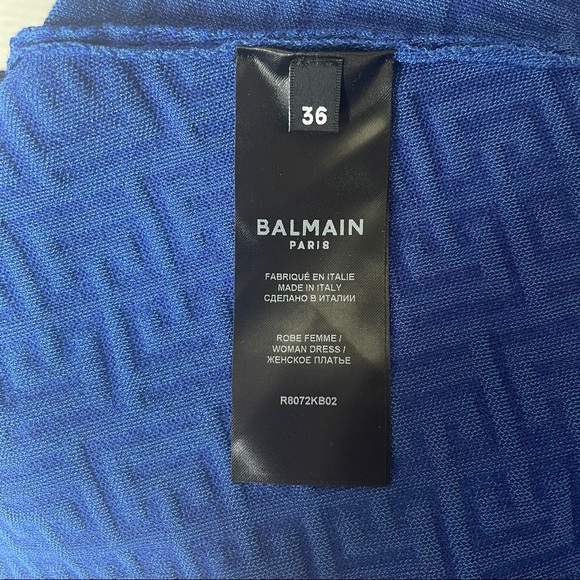 36
BALMAIN
PARIS
FABRIQUÉ EN ITALIE
MADE IN ITALY
СДЕЛАНО В ИТАЛИИ
ROBE FEMME /
WOMAN DRESS /
ЖЕНСКОЕ ПЛАТЬЕ
R8072KB02